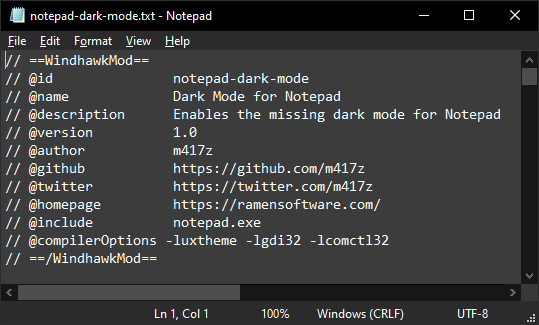 notepad-dark-mode.txt - Notepad
File Edit Format View Help
// ==WindhawkMod==
// @id notepad-dark-mode
// @name Dark Mode for Notepad
// @description Enables the missing dark mode for Notepad
// @version 1.0
// @author m417z
// @github https://github.com/m417z
// @twitter https://twitter.com/m417z
// @homepage https://ramensoftware.com/
// @include notepad.exe
// @compilerOptions -luxtheme -lgdi32 -lcomctl32
// ==/WindhawkMod==
Ln 1, Col 1 100% Windows (CRLF) UTF-8